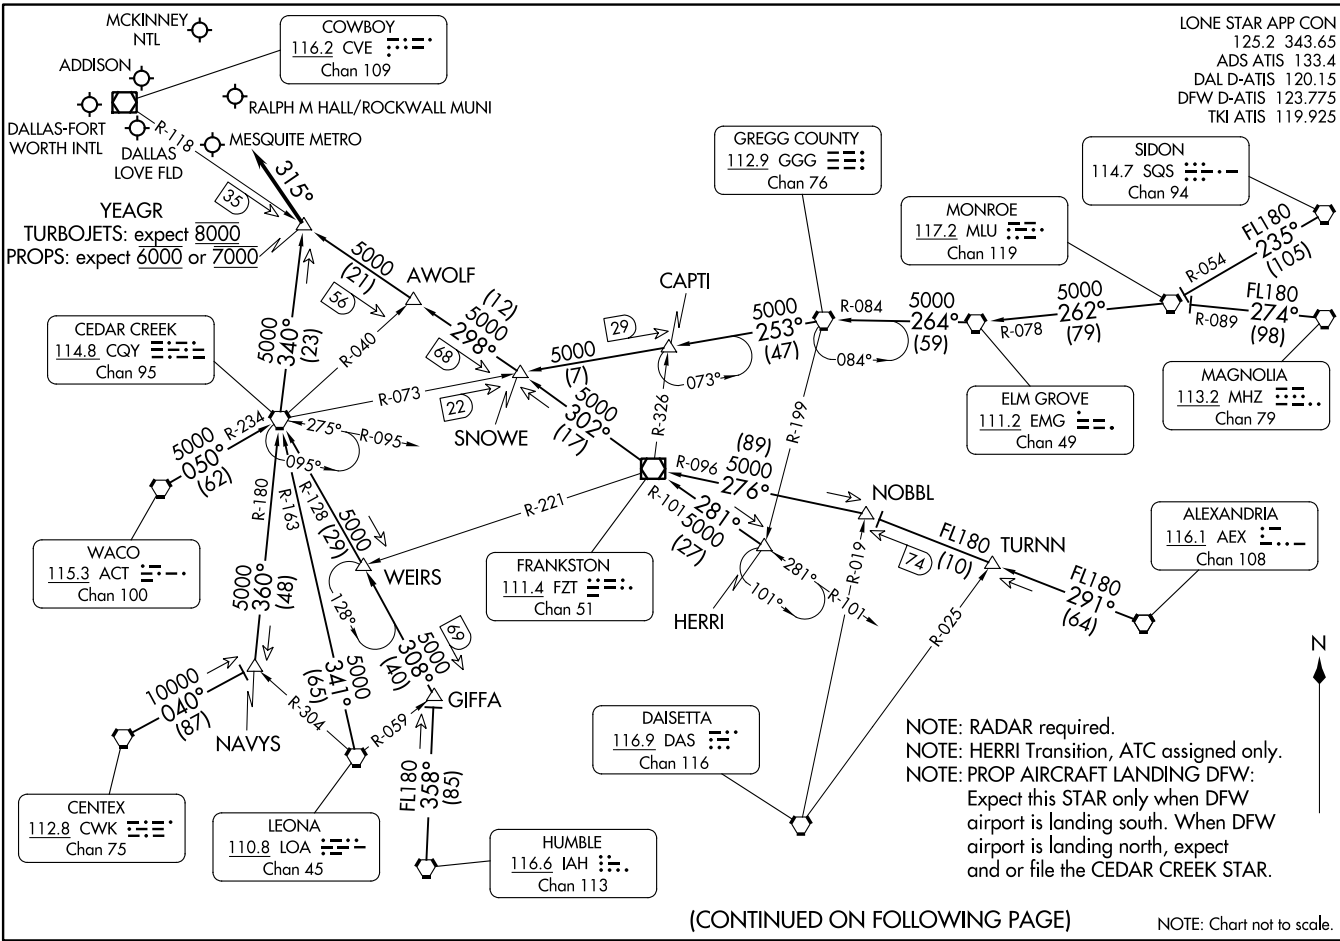 MCKINNEY
NTL
ADDISON
COWBOY
116.2 CVE
Chan 109
DALLAS-FORT
WORTH INTL
DALLAS
LOVE FLD
RALPH M HALL/ROCKWALL MUNI
MESQUITE METRO
R-118
35
315°
YEAGR
TURBOJETS: expect 8000
PROPS: expect 6000 or 7000
LONE STAR APP CON
125.2 343.65
ADS ATIS 133.4
DAL D-ATIS 120.15
DFW D-ATIS 123.775
TKI ATIS 119.925
GREGG COUNTY
112.9 GGG
Chan 76
SIDON
114.7 SQS
Chan 94
MONROE
117.2 MLU
Chan 119
FL180
235°
(105)
R-054
FL180
274°
(98)
R-089
5000
262°
(79)
R-078
5000
264°
(59)
R-084
084°
5000
253°
(47)
CAPTI
29
073°
5000
(7)
5000
(21)
AWOLF
56
(12)
5000
298°
68
R-040
R-073
22
SNOWE
5000
302°
(17)
R-326
R-199
CEDAR CREEK
114.8 CQY
Chan 95
5000
340°
(23)
ELM GROVE
111.2 EMG
Chan 49
MAGNOLIA
113.2 MHZ
Chan 79
R-234
5000
050°
(62)
275°
R-095
095°
R-180
R-163
R-128
5000
(29)
R-221
WEIRS
128°
WACO
115.3 ACT
Chan 100
5000
360°
(48)
(89)
5000
276°
R-096
R-101
281°
5000
(27)
NOBBL
R-019
74
FL180
(10)
TURNN
FL180
291°
(64)
R-025
ALEXANDRIA
116.1 AEX
Chan 108
FRANKSTON
111.4 FZT
Chan 51
HERRI
281°
101°
R-101
69
5000
308°
(40)
GIFFA
5000
341°
(65)
R-304
R-059
10000
040°
(87)
NAVYS
FL180
358°
(85)
CENTEX
112.8 CWK
Chan 75
LEONA
110.8 LOA
Chan 45
HUMBLE
116.6 IAH
Chan 113
DAISETTA
116.9 DAS
Chan 116
N
NOTE: RADAR required.
NOTE: HERRI Transition, ATC assigned only.
NOTE: PROP AIRCRAFT LANDING DFW:
Expect this STAR only when DFW
airport is landing south. When DFW
airport is landing north, expect
and or file the CEDAR CREEK STAR.
(CONTINUED ON FOLLOWING PAGE)
NOTE: Chart not to scale.